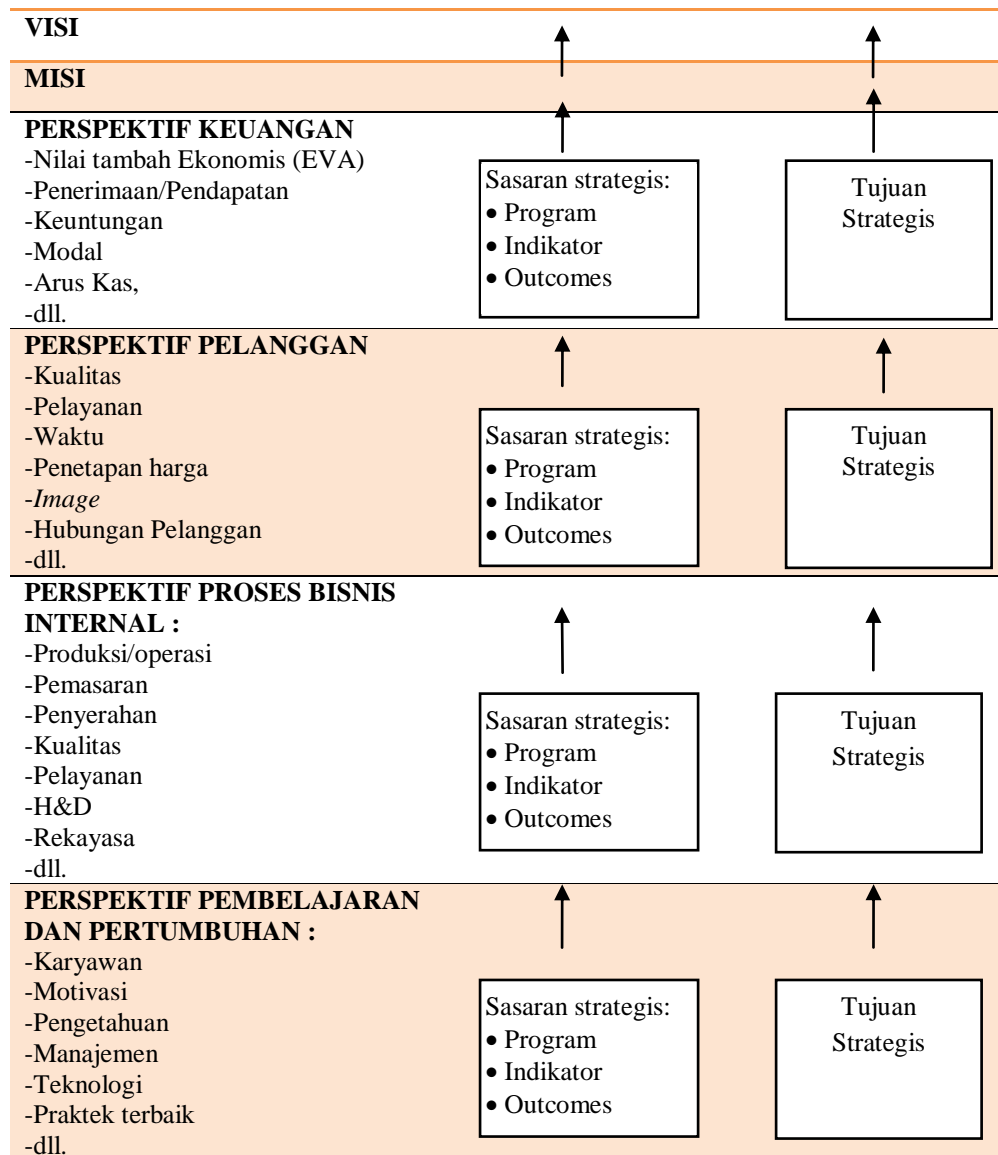 VISI
MISI
PERSPEKTIF KEUANGAN
-Nilai tambah Ekonomis (EVA)
-Penerimaan/Pendapatan
-Keuntungan
-Modal
-Arus Kas,
-dll.
Sasaran strategis:
• Program
• Indikator
• Outcomes
Tujuan
Strategis
PERSPEKTIF PELANGGAN
-Kualitas
-Pelayanan
-Waktu
-Penetapan harga
-Image
-Hubungan Pelanggan
-dll.
Sasaran strategis:
• Program
• Indikator
• Outcomes
Tujuan
Strategis
PERSPEKTIF PROSES BISNIS
INTERNAL :
-Produksi/operasi
-Pemasaran
-Penyerahan
-Kualitas
-Pelayanan
-H&D
-Rekayasa
-dll.
Sasaran strategis:
• Program
• Indikator
• Outcomes
Tujuan
Strategis
PERSPEKTIF PEMBELAJARAN
DAN PERTUMBUHAN :
-Karyawan
-Motivasi
-Pengetahuan
-Manajemen
-Teknologi
-Praktek terbaik
-dll.
Sasaran strategis:
• Program
• Indikator
• Outcomes
Tujuan
Strategis